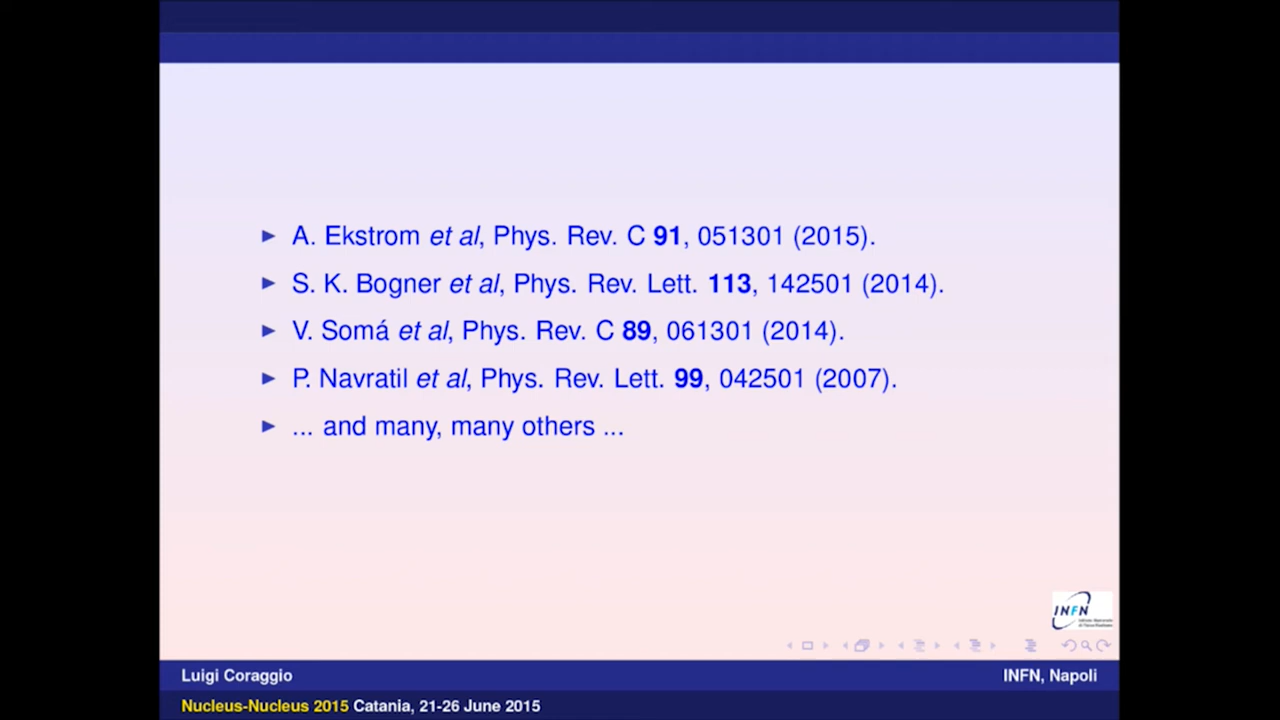 A. Ekstrom et al, Phys. Rev. C 91, 051301 (2015).
S. K. Bogner et al, Phys. Rev. Lett. 113, 142501 (2014).
V. Somá et al, Phys. Rev. C 89, 061301 (2014).
P. Navratil et al, Phys. Rev. Lett. 99, 042501 (2007).
... and many, many others ...
INFN
Luigi Coraggio
INFN, Napoli
Nucleus-Nucleus 2015 Catania, 21-26 June 2015